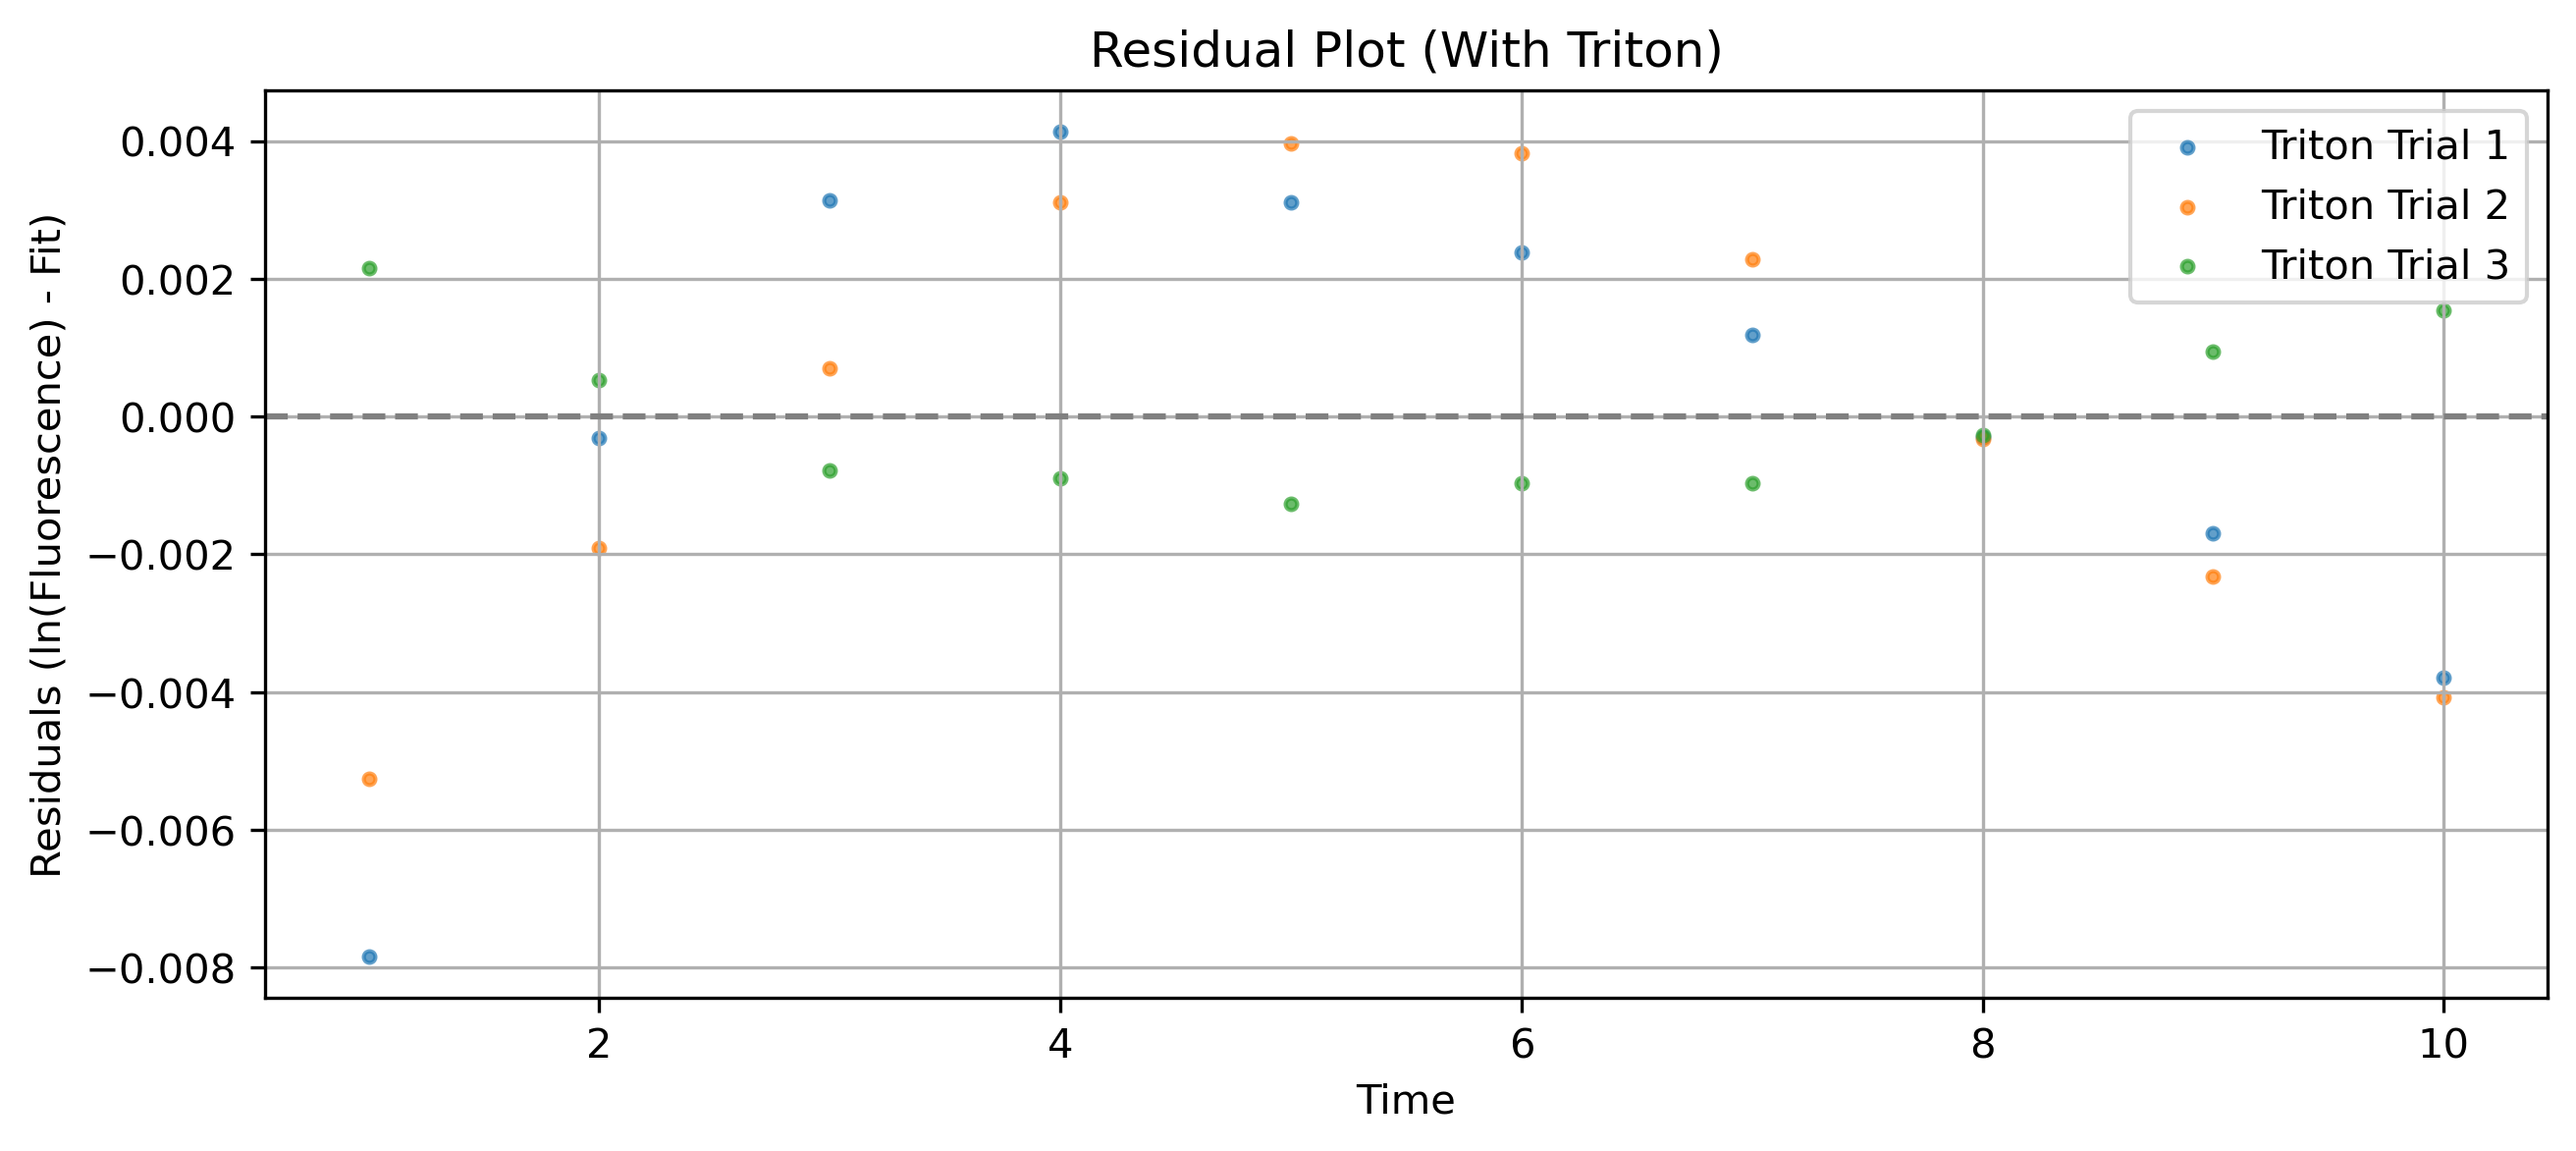 Residual Plot (With Triton)
Triton Trial 1
Triton Trial 2
Triton Trial 3
Residuals (ln(Fluorescence) - Fit)
0.004
0.002
0.000
−0.002
−0.004
−0.006
−0.008
2 4 6 8 10
Time